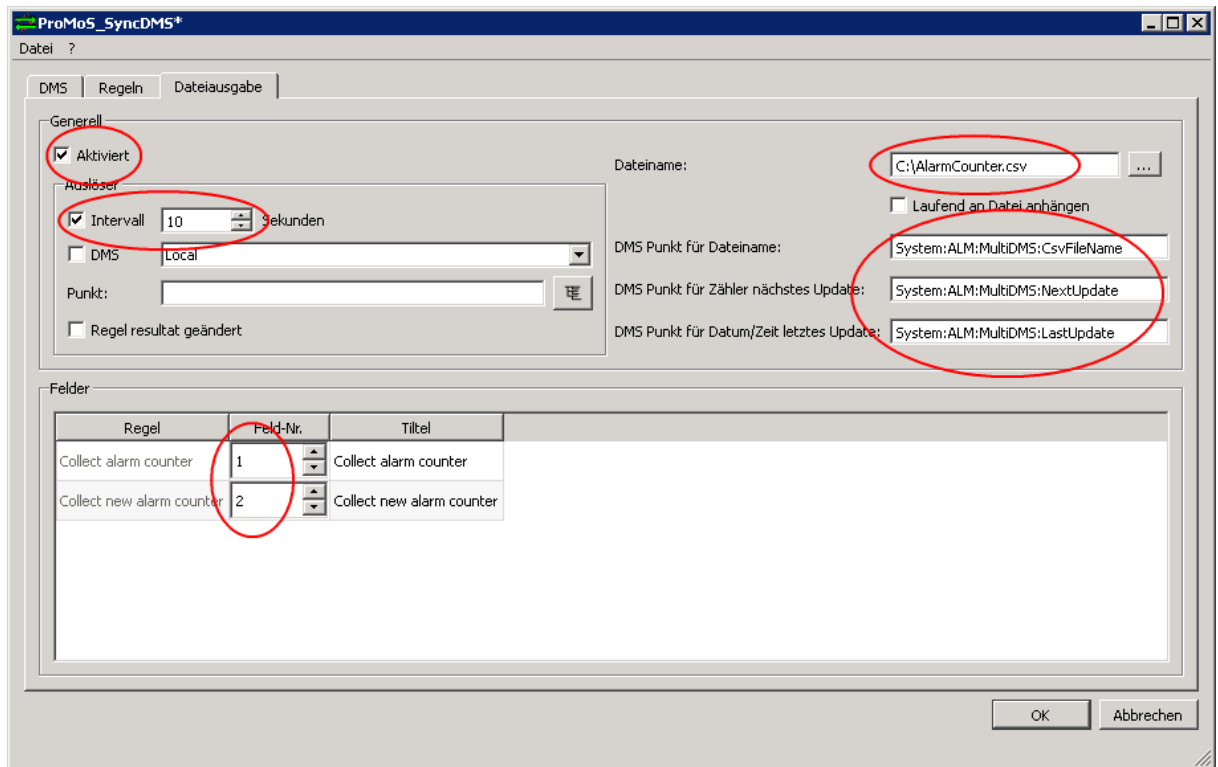 ProMoS_SyncDMS*
Datei ?
DMS Regeln Dateiausgabe
Generell
Aktiviert
Auslöser
Intervall 10 Sekunden
DMS Local
Punkt:
Regel resultat geändert
Dateiname: C:\AlarmCounter.csv ...
Laufend an Datei anhängen
DMS Punkt für Dateiname: System:ALM:MultiDMS:CsvFileName
DMS Punkt für Zähler nächstes Update: System:ALM:MultiDMS:NextUpdate
DMS Punkt für Datum/Zeit letztes Update: System:ALM:MultiDMS:LastUpdate
Felder
Regel Feld-Nr. Tiltel
Collect alarm counter 1 Collect alarm counter
Collect new alarm counter 2 Collect new alarm counter
OK Abbrechen